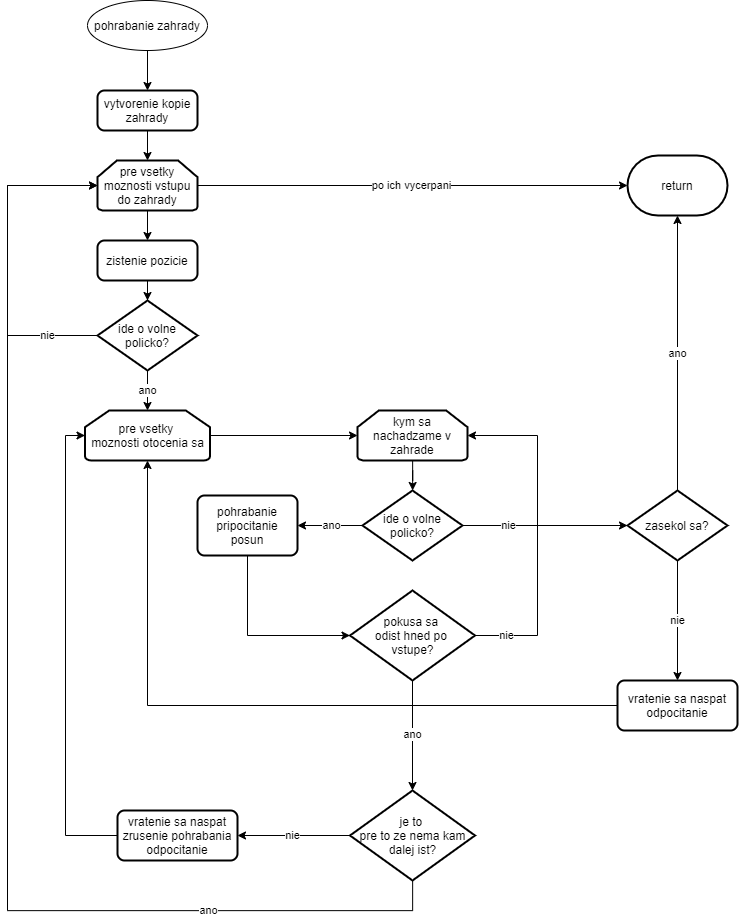 pohrabanie zahrady
vytvorenie kopie
zahrady
pre vsetky
moznosti vstupu
do zahrady
po ich vycerpani
return
zistenie pozicie
ide o volne
policko?
nie
ano
ano
pre vsetky
moznosti otocenia sa
kym sa
nachadzame v
zahrade
pohrabanie
pripocitanie
posun
ano
ide o volne
policko?
nie
zasekol sa?
pokusa sa
odist hned po
vstupe?
nie
nie
vratenie sa naspat
odpocitanie
ano
vratenie sa naspat
zrusenie pohrabania
odpocitanie
nie
je to
pre to ze nema kam
dalej ist?
ano